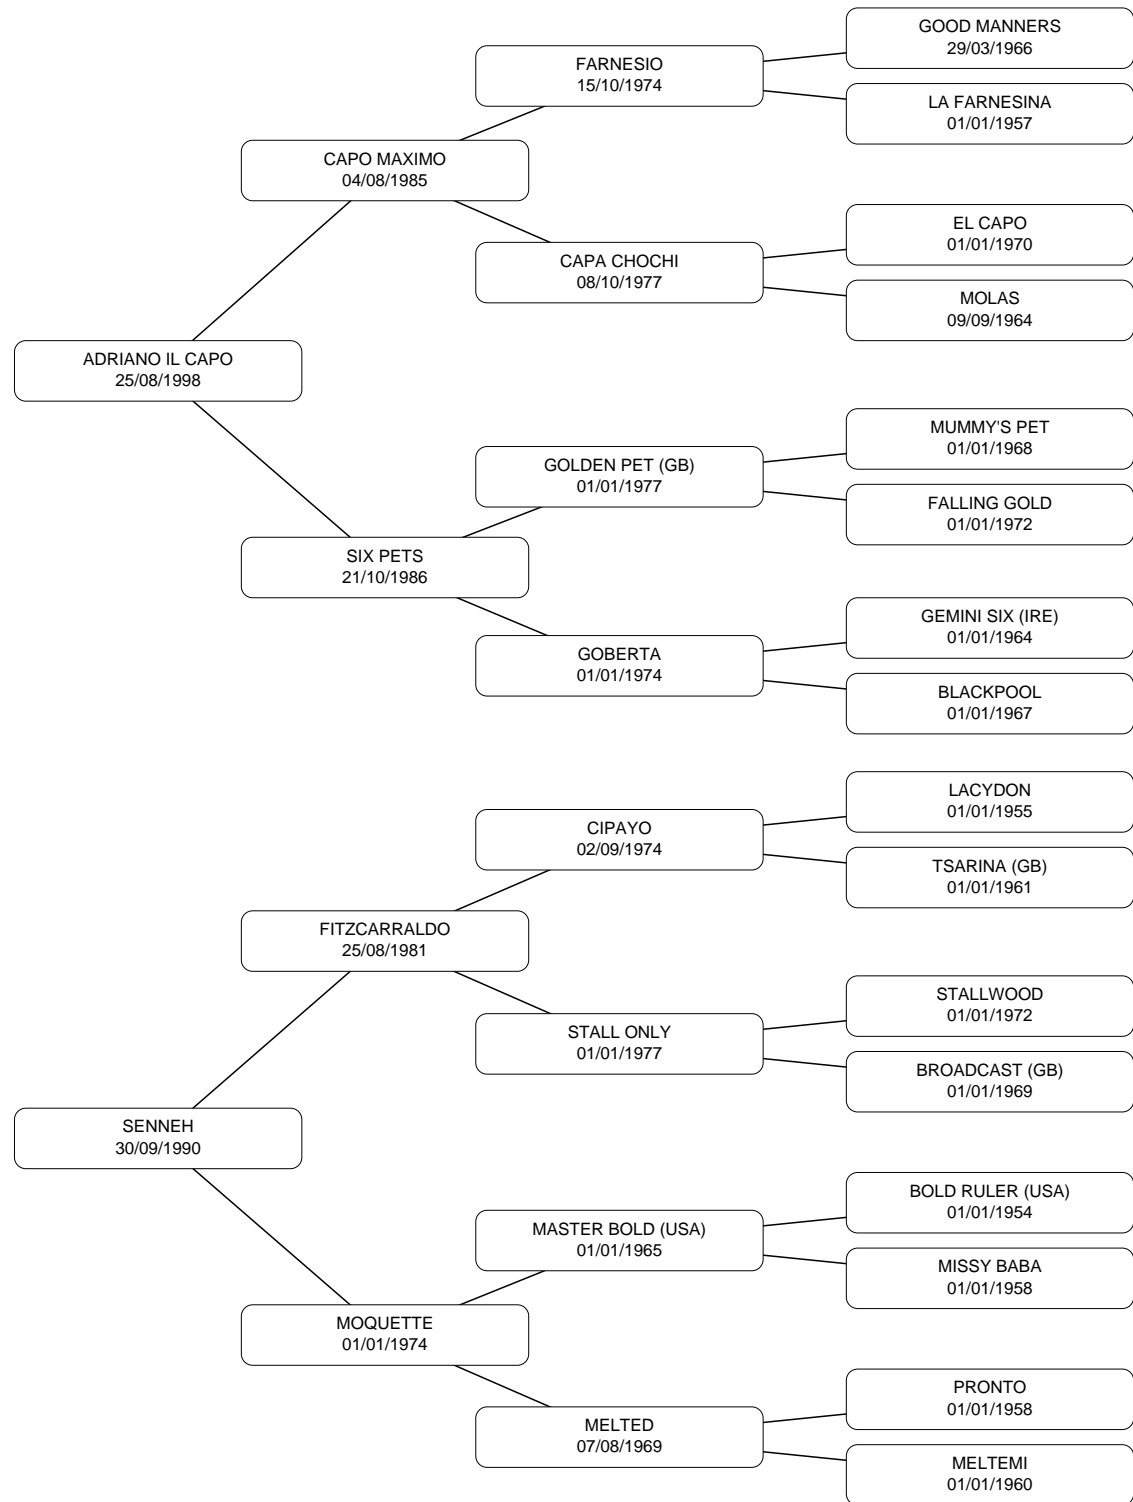 GOOD MANNERS
29/03/1966
FARNESIO
15/10/1974
LA FARNESINA
01/01/1957
CAPO MAXIMO
04/08/1985
EL CAPO
01/01/1970
CAPA CHOCHI
08/10/1977
MOLAS
09/09/1964
ADRIANO IL CAPO
25/08/1998
MUMMY'S PET
01/01/1968
GOLDEN PET (GB)
01/01/1977
FALLING GOLD
01/01/1972
SIX PETS
21/10/1986
GEMINI SIX (IRE)
01/01/1964
GOBERTA
01/01/1974
BLACKPOOL
01/01/1967
LACYDON
01/01/1955
CIPAYO
02/09/1974
TSARINA (GB)
01/01/1961
FITZCARRALDO
25/08/1981
STALLWOOD
01/01/1972
STALL ONLY
01/01/1977
BROADCAST (GB)
01/01/1969
SENNEH
30/09/1990
BOLD RULER (USA)
01/01/1954
MASTER BOLD (USA)
01/01/1965
MISSY BABA
01/01/1958
MOQUETTE
01/01/1974
PRONTO
01/01/1958
MELTED
07/08/1969
MELTEMI
01/01/1960